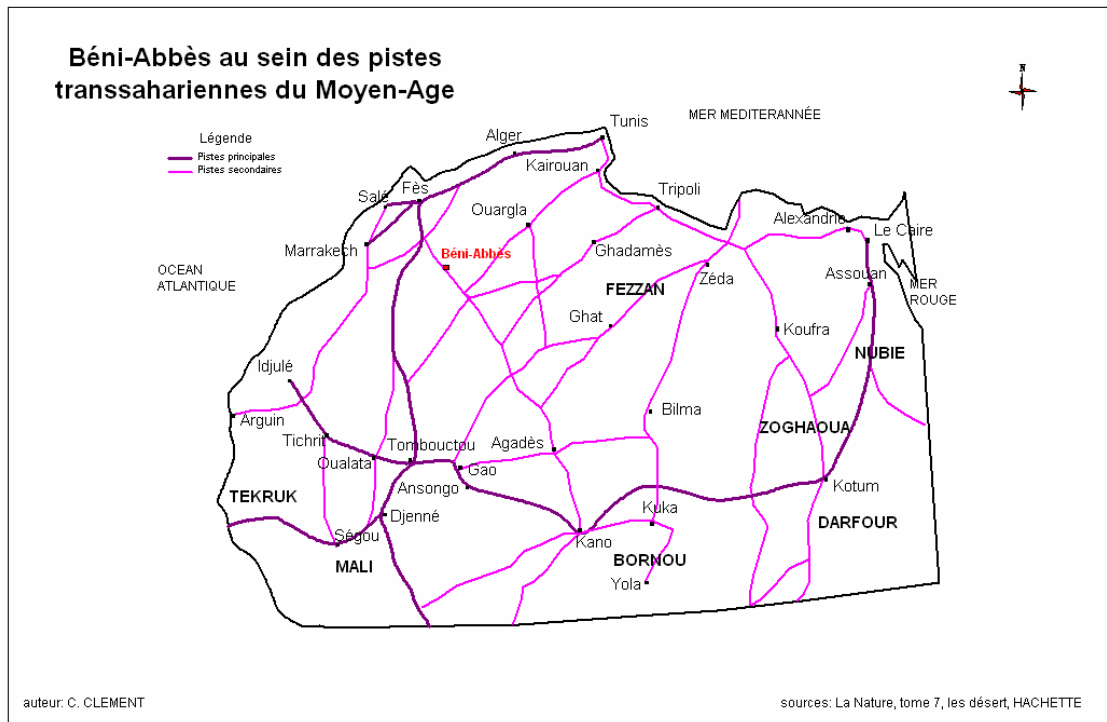 Béni-Abbès au sein des pistes
transsahariennes du Moyen-Age
N
MER MEDITERANNÉE
Légende
Pistes principales
Pistes secondaires
Tunis
Alger
Kairouan
Salé
Fès
Tripoli
Ouargla
Alexandrie
Le Caire
Marrakech
Béni-Abbès
Ghadamès
OCEAN
ATLANTIQUE
Zéda
Assouan
MER
ROUGE
FEZZAN
Ghat
Koufra
NUBIE
Idjulé
Arguin
Bilma
ZOGHAOUA
Tichrit
Tombouctou
Agadès
Oualata
Gao
Ansongo
Kotum
TEKRUK
Djenné
DARFOUR
Ségou
Kuka
Kano
MALI
BORNOU
Yola
auteur: C. CLEMENT
sources: La Nature, tome 7, les désert, HACHETTE